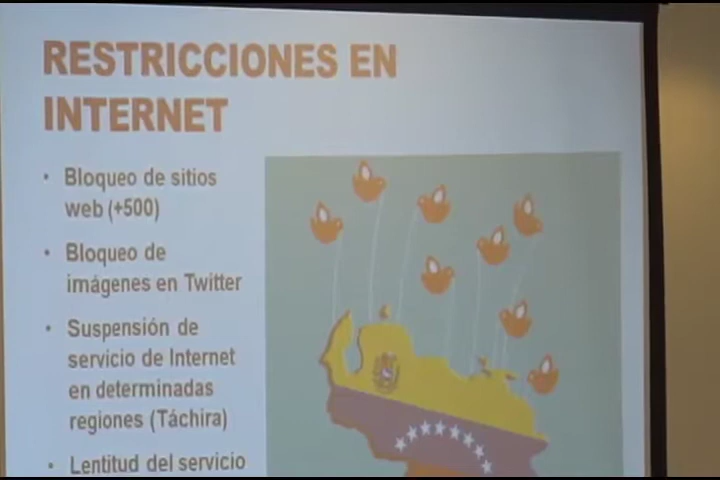 RESTRICCIONES EN
INTERNET
• Bloqueo de sitios
web (+500)
• Bloqueo de
imágenes en Twitter
• Suspensión de
servicio de Internet
en determinadas
regiones (Táchira)
• Lentitud del servicio